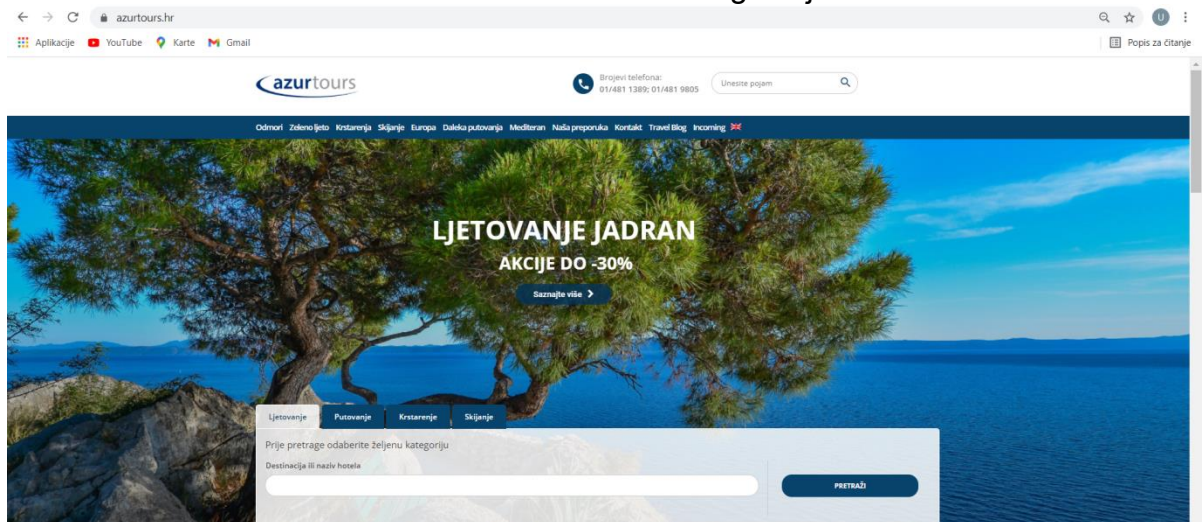 azurtours.hr
Aplikacije YouTube Karte Gmail Popis za čitanje
azurtours
Brojevi telefona:
01/481 1389; 01/481 9805
Unesite pojam
Odmori Zeleno ljeto Krstarenja Skijanje Europa Daleka putovanja Mediteran Naša preporuka Kontakt Travel Blog Incoming
LJETOVANJE JADRAN
AKCIJE DO -30%
Saznajte više
Ljetovanje Putovanje Krstarenje Skijanje
Prije pretrage odaberite željenu kategoriju
Destinacija ili naziv hotela
PRETRAŽI